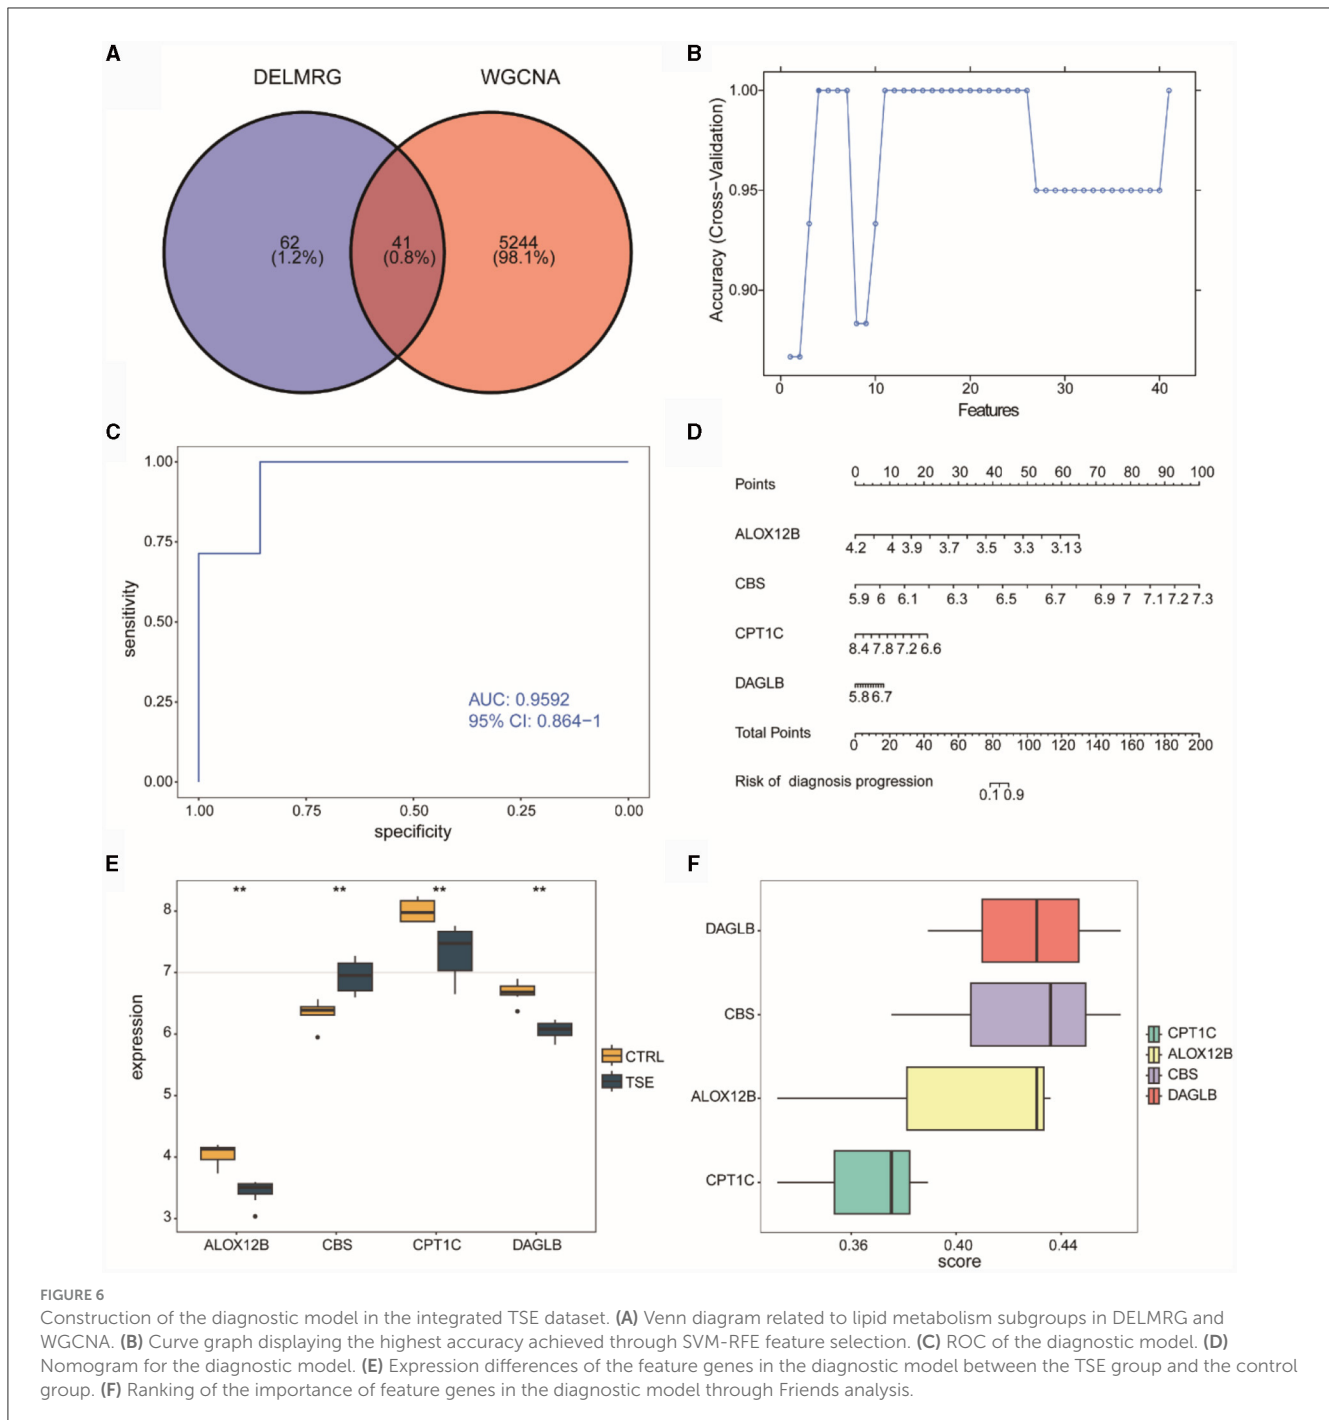 A
DELMRG
WGCNA
62
(1.2%)
41
(0.8%)
5244
(98.1%)
B
Accuracy (Cross−Validation)
1.00
0.95
0.90
0 10 20 30 40
Features
C
sensitivity
1.00
0.75
0.50
0.25
0.00
AUC: 0.9592
95% CI: 0.864−1
1.00 0.75 0.50 0.25 0.00
specificity
D
0 10 20 30 40 50 60 70 80 90 100
Points
ALOX12B
4.2 4 3.9 3.7 3.5 3.3 3.1 3
CBS
5.9 6 6.1 6.3 6.5 6.7 6.9 7 7.1 7.2 7.3
CPT1C
8.4 7.8 7.2 6.6
DAGLB
5.8 6.7
Total Points
0 20 40 60 80 100 120 140 160 180 200
Risk of diagnosis progression
0.1 0.9
E
** ** ** **
expression
8
7
6
5
4
3
CTRL
TSE
ALOX12B CBS CPT1C DAGLB
F
DAGLB
CBS
ALOX12B
CPT1C
0.36 0.40 0.44
score
CPT1C
ALOX12B
CBS
DAGLB
FIGURE 6
Construction of the diagnostic model in the integrated TSE dataset. (A) Venn diagram related to lipid metabolism subgroups in DELMRG and
WGCNA. (B) Curve graph displaying the highest accuracy achieved through SVM-RFE feature selection. (C) ROC of the diagnostic model. (D)
Nomogram for the diagnostic model. (E) Expression differences of the feature genes in the diagnostic model between the TSE group and the control
group. (F) Ranking of the importance of feature genes in the diagnostic model through Friends analysis.